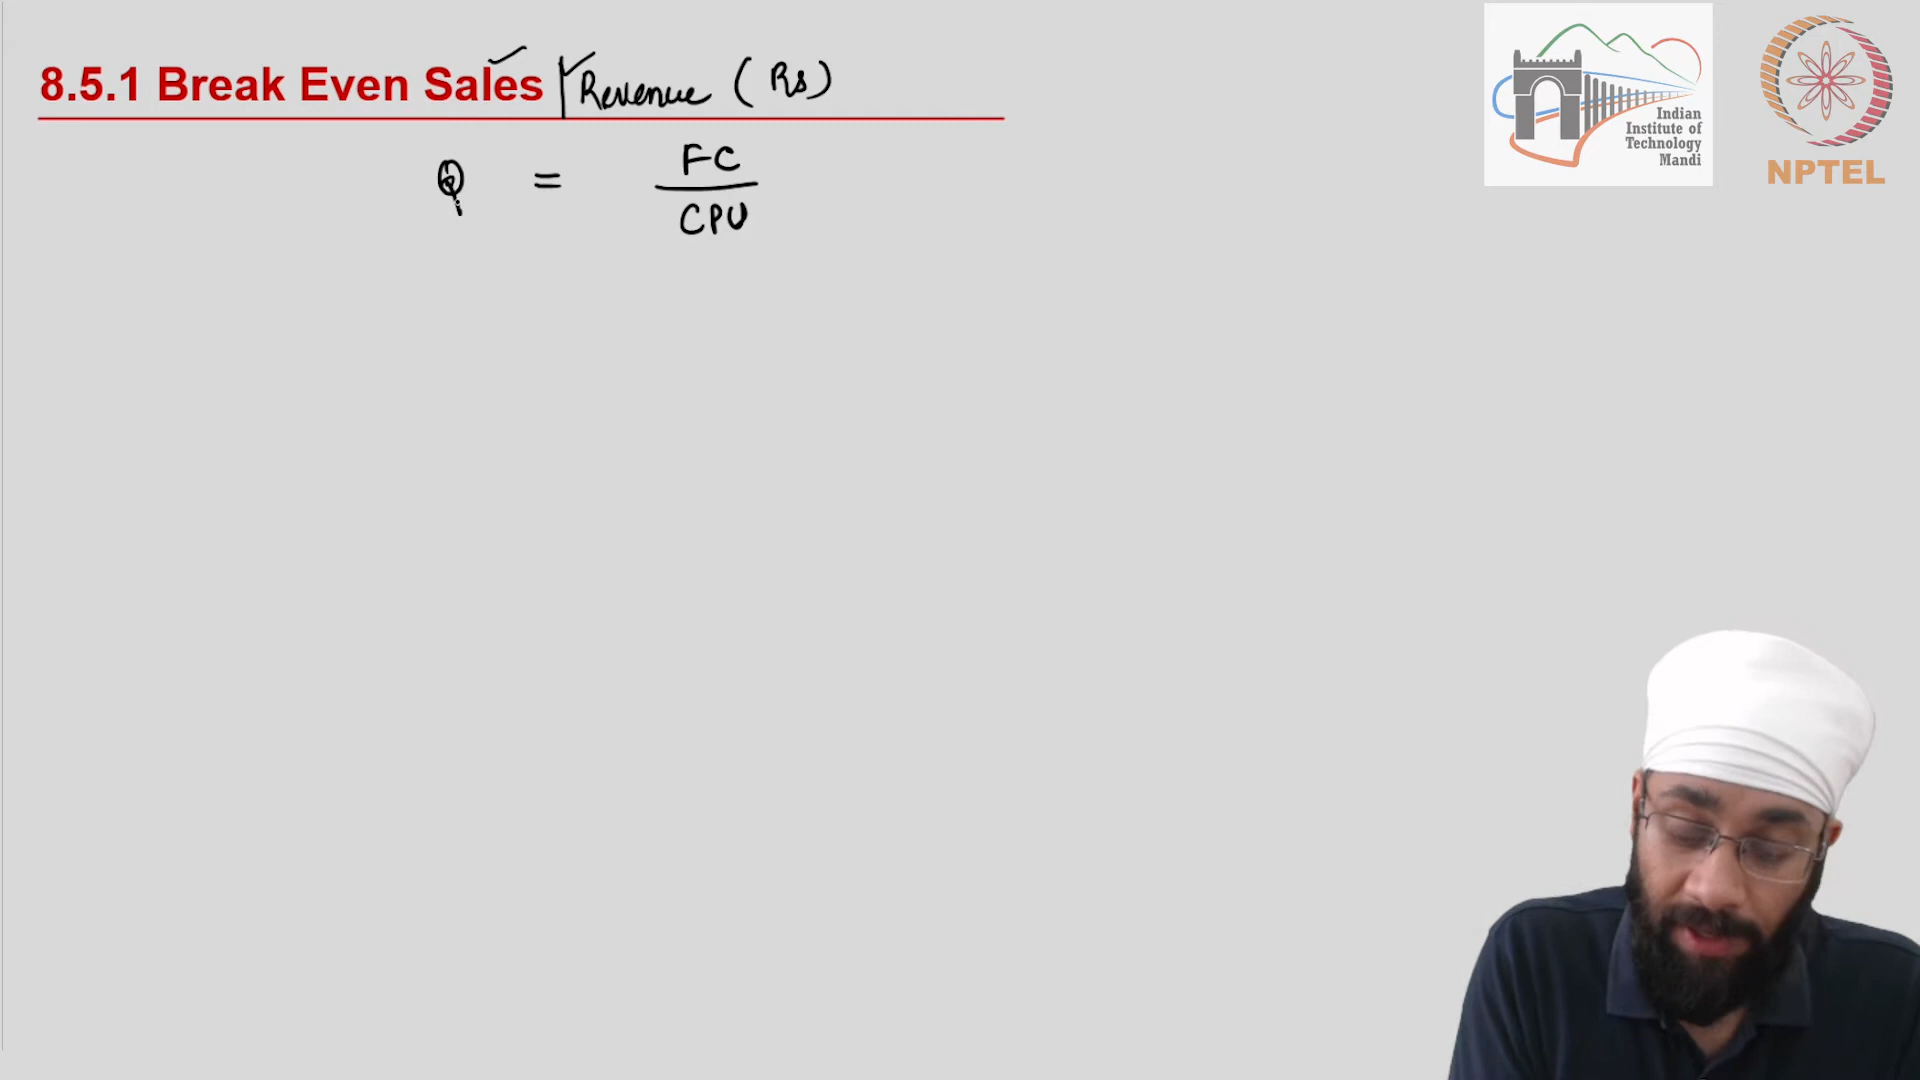 8.5.1 Break Even Sales | Revenue (Rs)
Q = FC / CPU
Indian
Institute of
Technology
Mandi
NPTEL